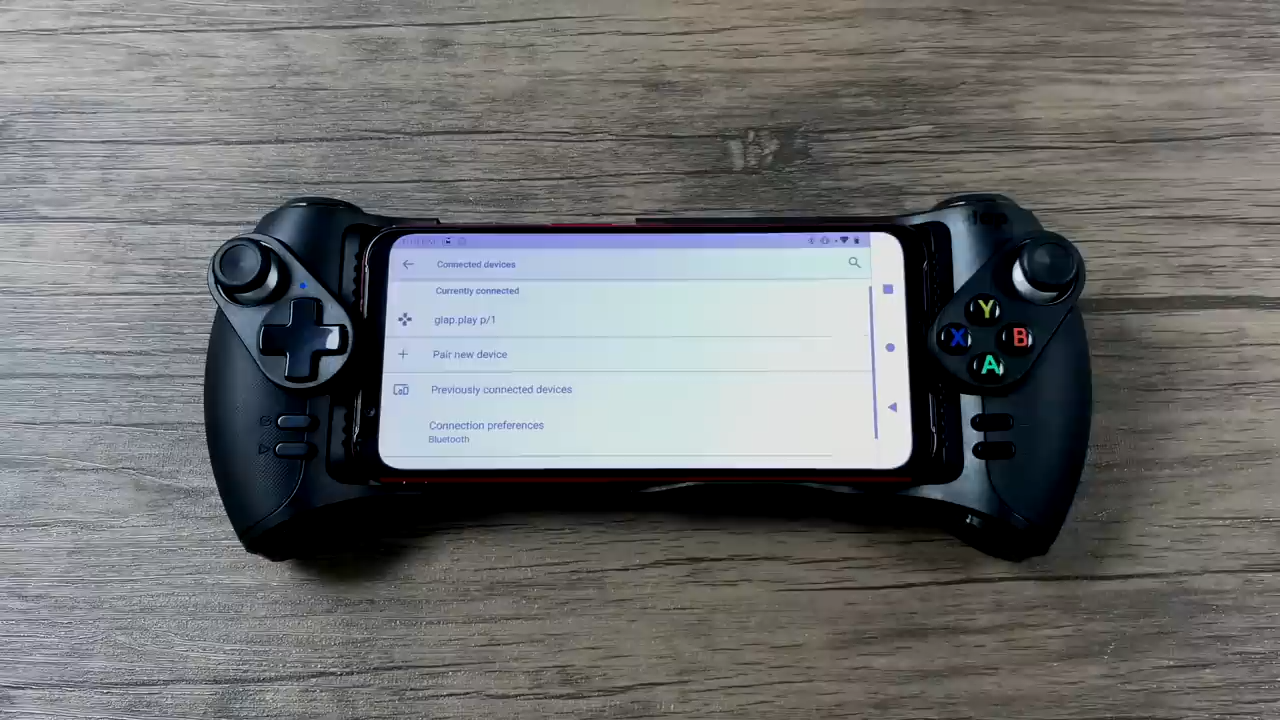 Connected devices
Currently connected
glap.play p/1
Pair new device
Previously connected devices
Connection preferences
Bluetooth
Y
X
B
A